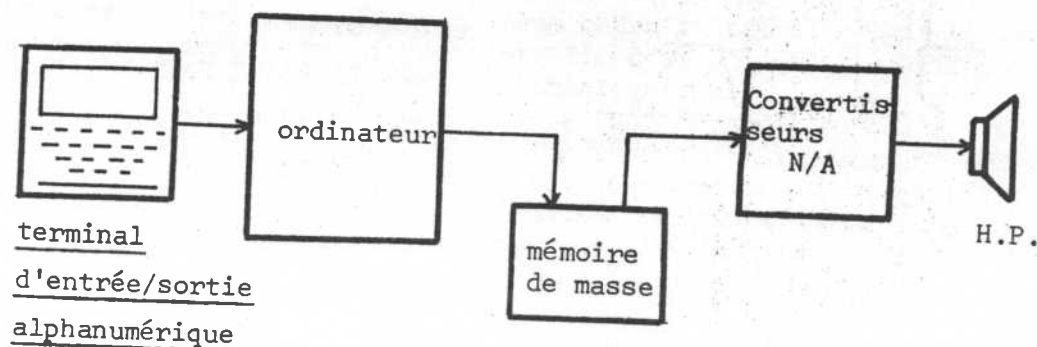 terminal
d'entrée/sortie
alphanumérique
ordinateur
mémoire
de masse
Convertis
seurs
N/A
H.P.